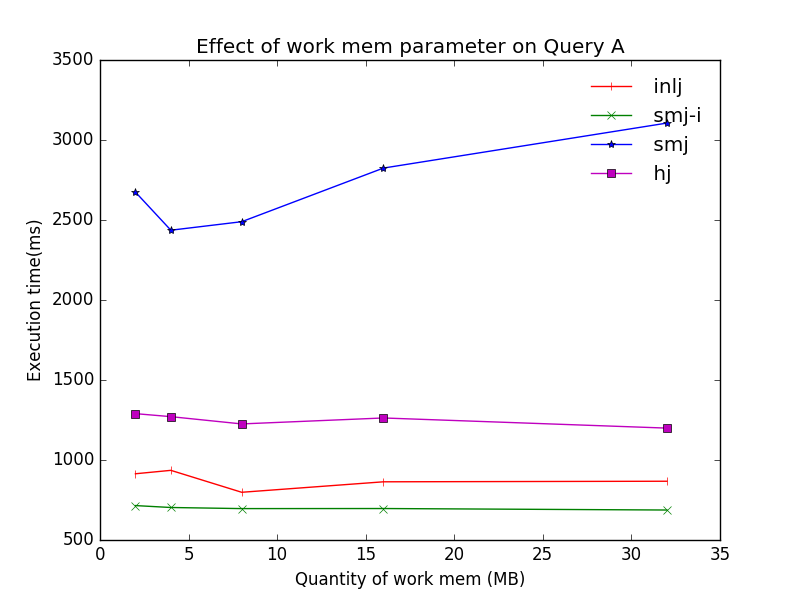 Effect of work mem parameter on Query A
3500
3000
2500
2000
1500
1000
500
Execution time(ms)
inlj
smj-i
smj
hj
0 5 10 15 20 25 30 35
Quantity of work mem (MB)